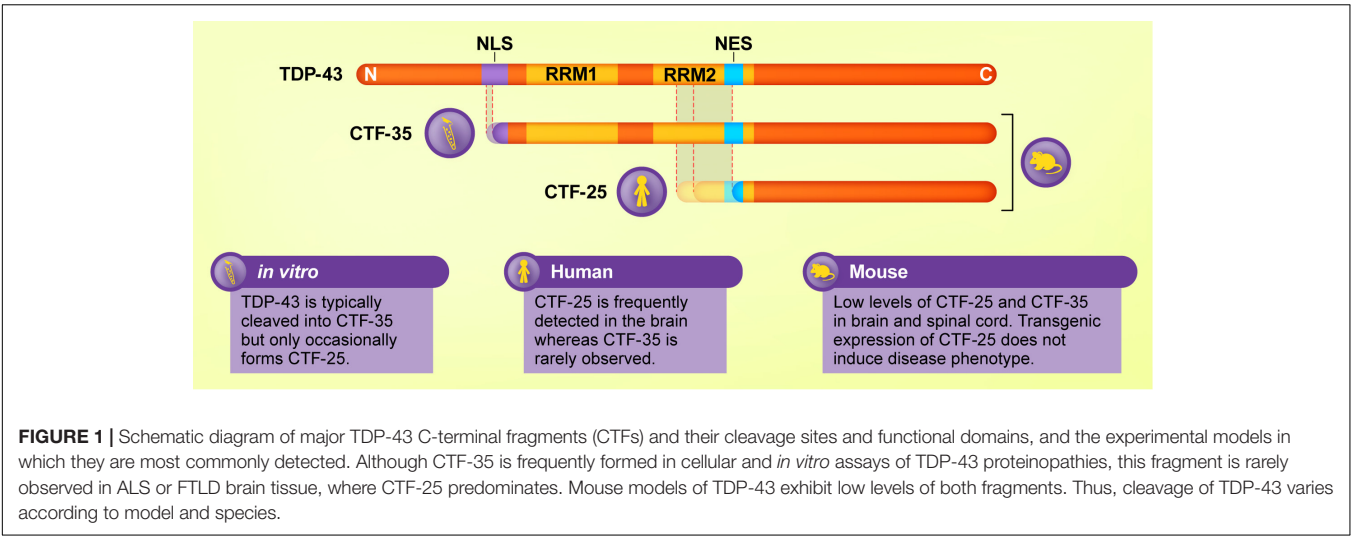 NLS
NES
TDP-43
N
RRM1
RRM2
C
CTF-35
CTF-25
in vitro
TDP-43 is typically
cleaved into CTF-35
but only occasionally
forms CTF-25.
Human
CTF-25 is frequently
detected in the brain
whereas CTF-35 is
rarely observed.
Mouse
Low levels of CTF-25 and CTF-35
in brain and spinal cord. Transgenic
expression of CTF-25 does not
induce disease phenotype.
FIGURE 1 | Schematic diagram of major TDP-43 C-terminal fragments (CTFs) and their cleavage sites and functional domains, and the experimental models in
which they are most commonly detected. Although CTF-35 is frequently formed in cellular and in vitro assays of TDP-43 proteinopathies, this fragment is rarely
observed in ALS or FTLD brain tissue, where CTF-25 predominates. Mouse models of TDP-43 exhibit low levels of both fragments. Thus, cleavage of TDP-43 varies
according to model and species.